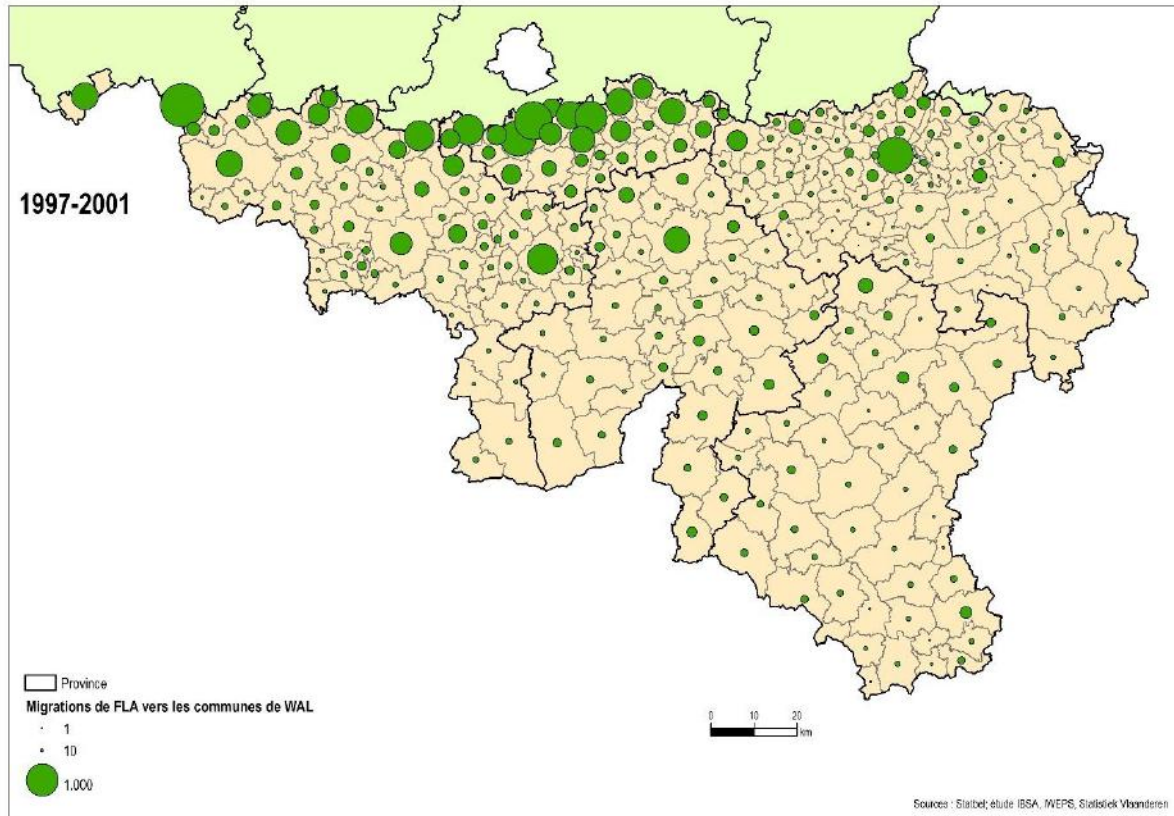 1997-2001
Province
Migrations de FLA vers les communes de WAL
1
10
1.000
0 10 20
km
Sources : Statbel; étude IBSA, IWEPS, Statistiek Vlaanderen